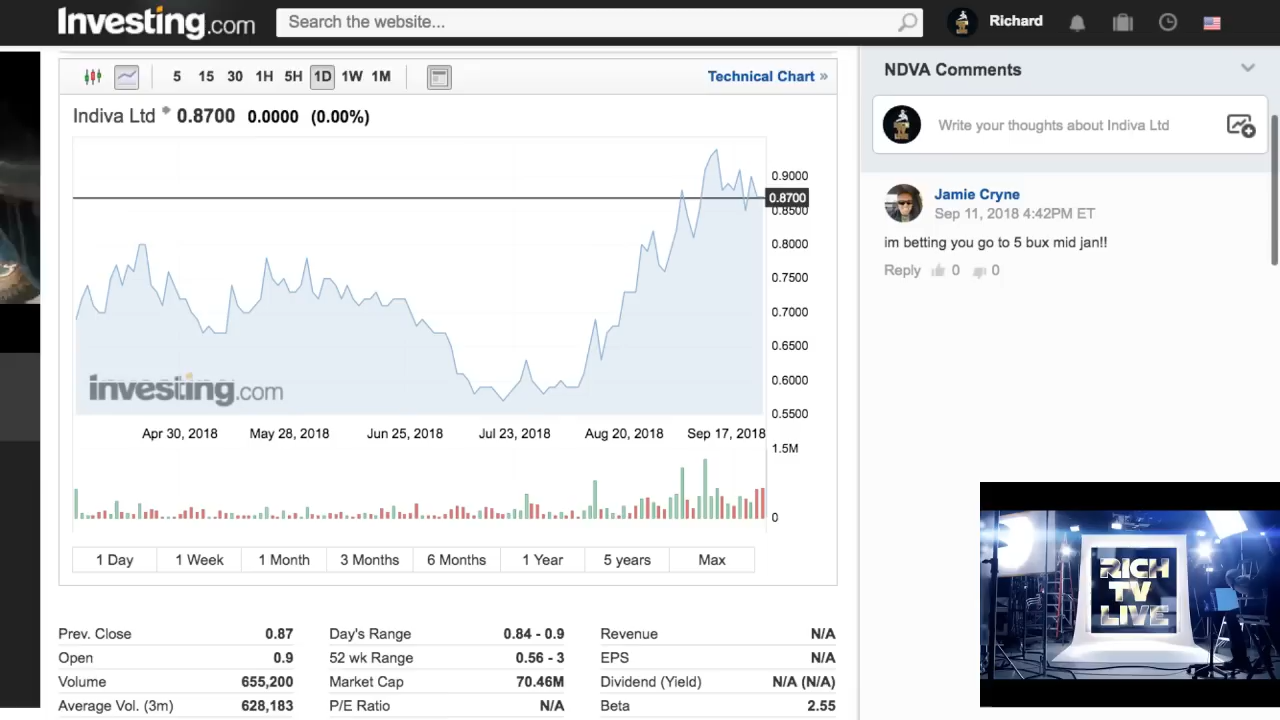 Investing.com
Search the website...
Richard
5 15 30 1H 5H 1D 1W 1M
Technical Chart »
Indiva Ltd * 0.8700 0.0000 (0.00%)
0.9000
0.8700
0.8500
0.8000
0.7500
0.7000
0.6500
0.6000
0.5500
investing.com
Apr 30, 2018 May 28, 2018 Jun 25, 2018 Jul 23, 2018 Aug 20, 2018 Sep 17, 2018
1.5M
0
1 Day 1 Week 1 Month 3 Months 6 Months 1 Year 5 years Max
Prev. Close 0.87 Day's Range 0.84 - 0.9 Revenue N/A
Open 0.9 52 wk Range 0.56 - 3 EPS N/A
Volume 655,200 Market Cap 70.46M Dividend (Yield) N/A (N/A)
Average Vol. (3m) 628,183 P/E Ratio N/A Beta 2.55
NDVA Comments
Write your thoughts about Indiva Ltd
Jamie Cryne
Sep 11, 2018 4:42PM ET
im betting you go to 5 bux mid jan!!
Reply 0 0
RICH
TV
LIVE